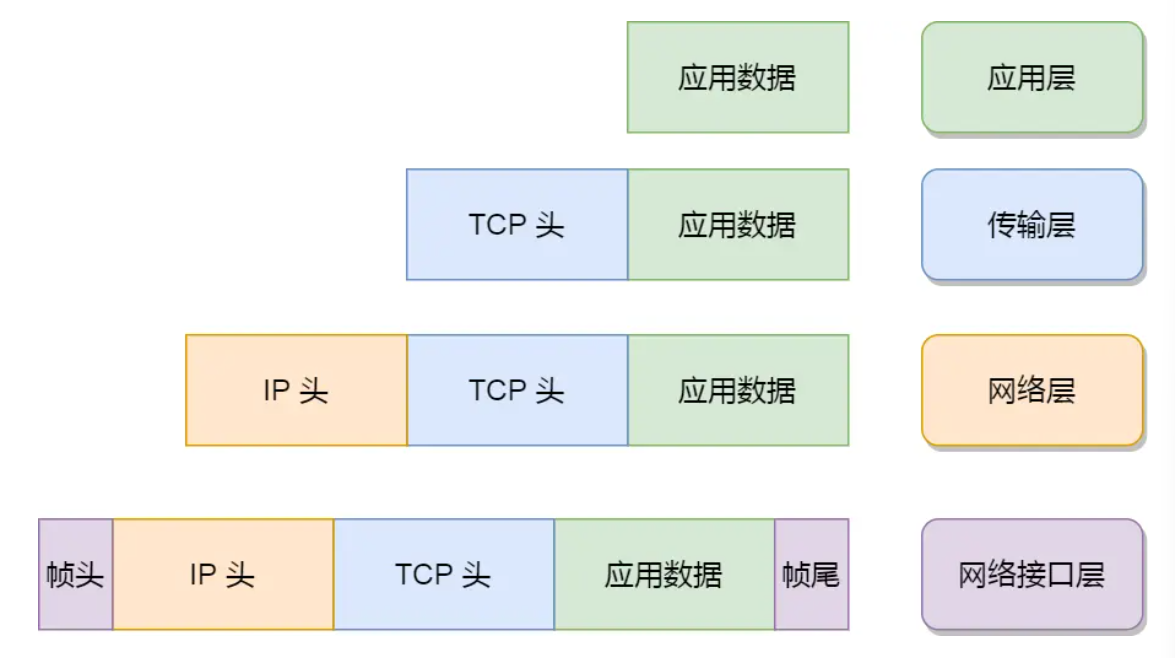 应用数据 应用层
TCP 头 应用数据 传输层
IP 头 TCP 头 应用数据 网络层
帧头 IP 头 TCP 头 应用数据 帧尾 网络接口层